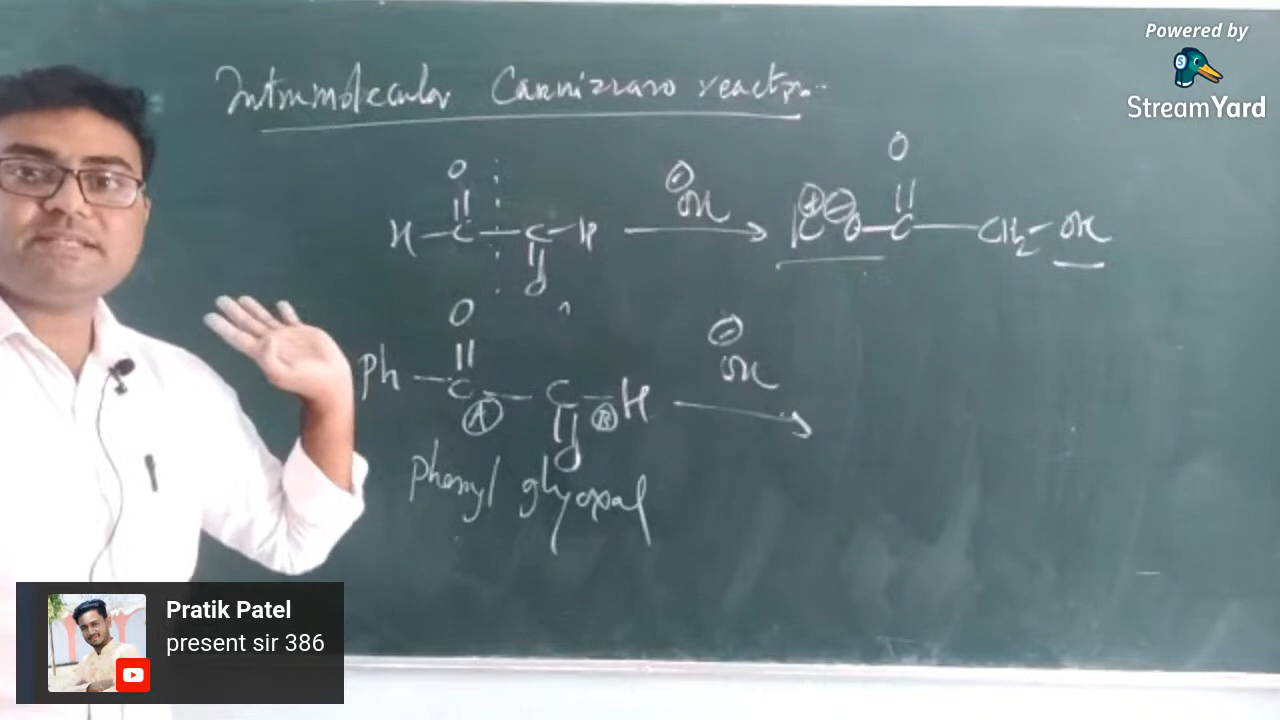 Powered by
StreamYard
Intramolecular Cannizzaro reaction..
O
O
⊖
OH
H – C – C – H
K⊕ ⊖O – C – CH2 – OH
O
O
⊖
OH
Ph – C – C – H
A
B
O
phenyl glyoxal
Pratik Patel
present sir 386